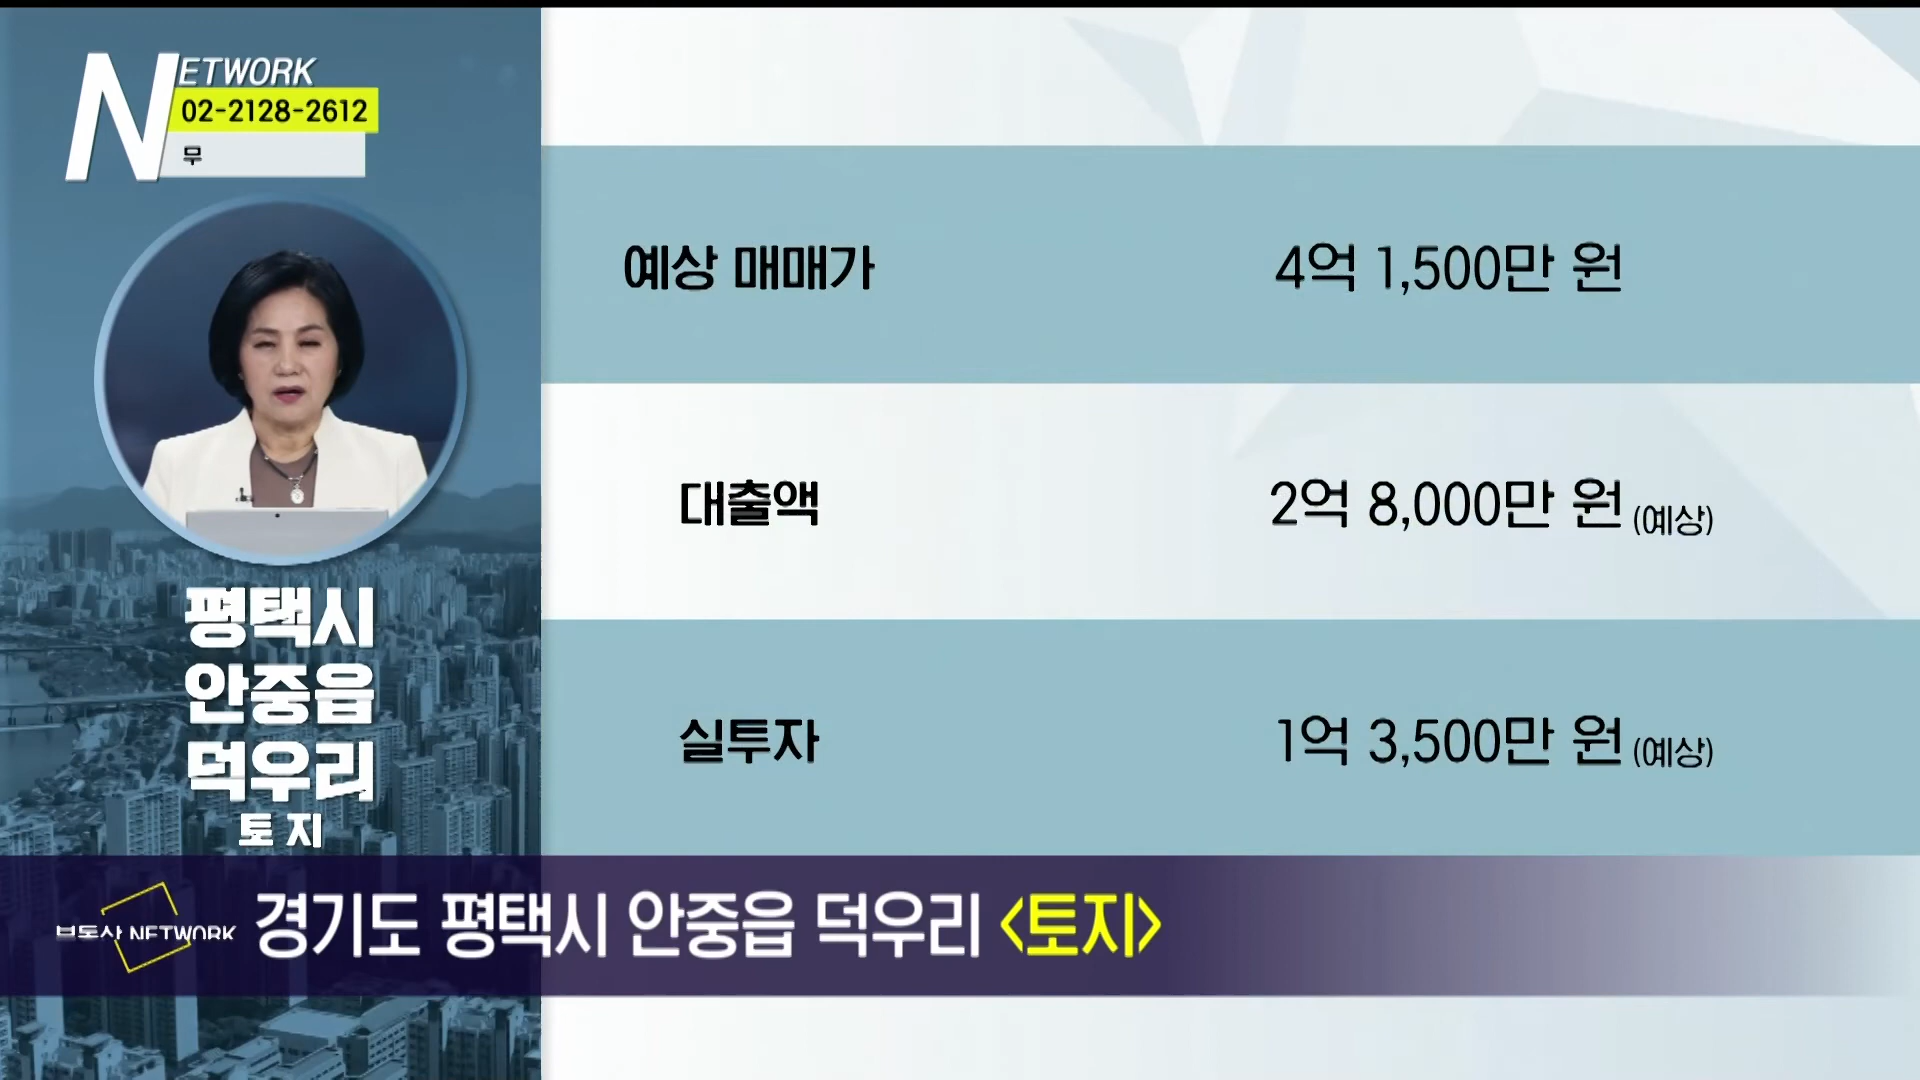 NETWORK
02-2128-2612
무
예상 매매가 4억 1,500만 원
대출액 2억 8,000만 원 (예상)
실투자 1억 3,500만 원 (예상)
평택시
안중읍
덕우리
토지
NETWORK
경기도 평택시 안중읍 덕우리 <토지>